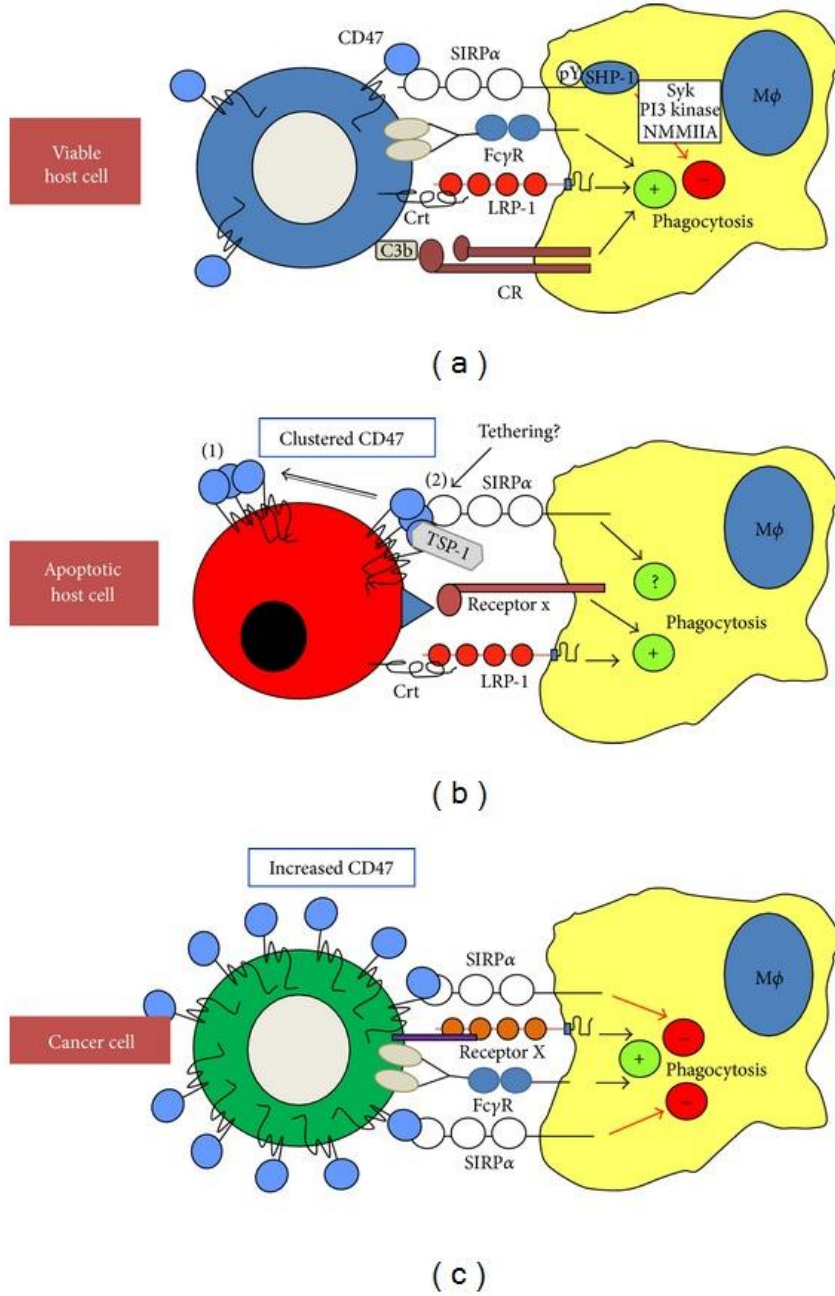 CD47
SIRPα
pY
SHP-1
Syk
PI3 kinase
NMMIIA
Mϕ
Viable
host cell
FcγR
+
−
Crt
LRP-1
Phagocytosis
C3b
CR
( a )
Clustered CD47
Tethering?
(1)
(2)
SIRPα
TSP-1
Mϕ
Apoptotic
host cell
?
Receptor x
Phagocytosis
+
Crt
LRP-1
( b )
Increased CD47
SIRPα
Mϕ
Cancer cell
−
Receptor X
+
Phagocytosis
FcγR
−
SIRPα
( c )